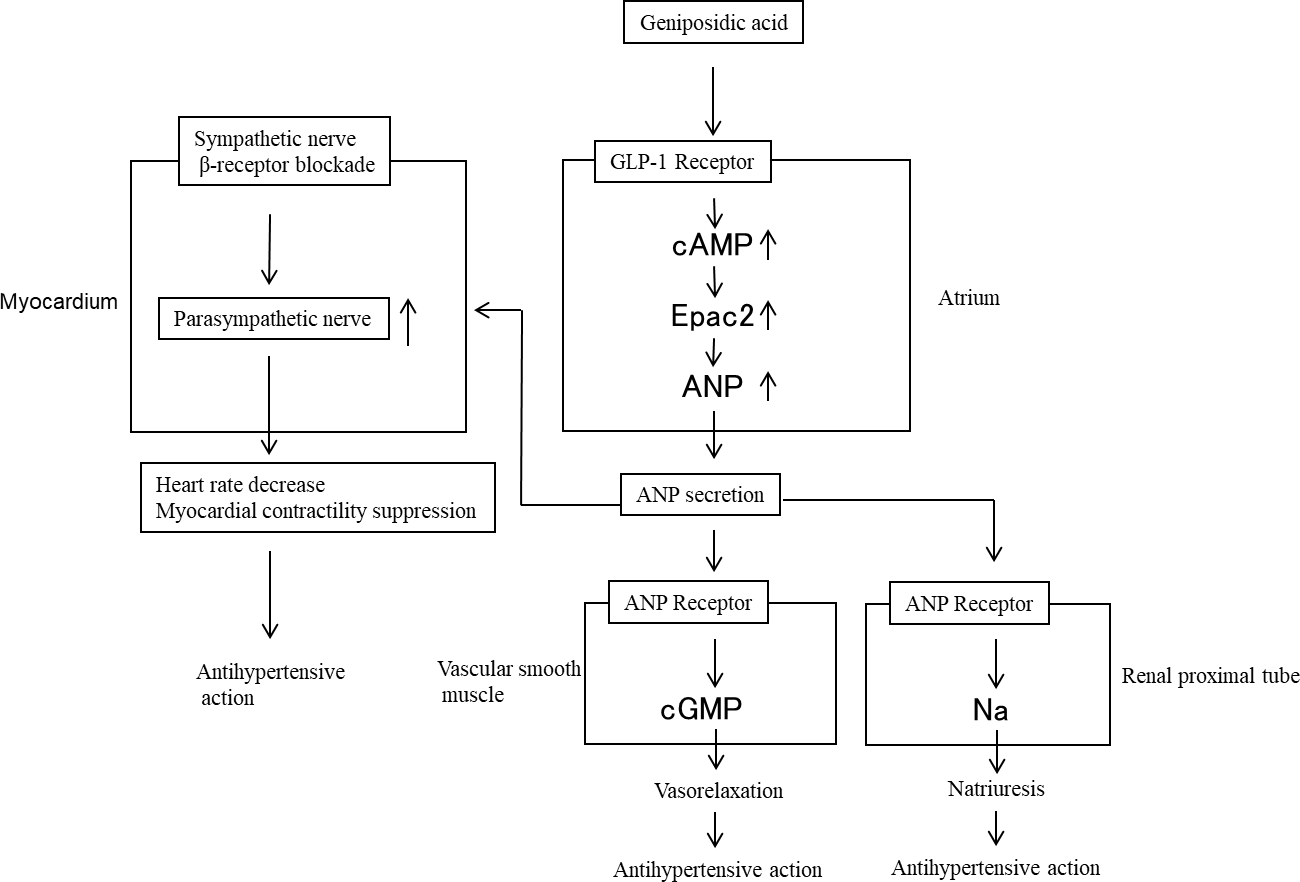 Geniposidic acid
Sympathetic nerve
β-receptor blockade
GLP-1 Receptor
cAMP↑
Myocardium
Parasympathetic nerve ↑
Epac2↑
Atrium
ANP ↑
Heart rate decrease
Myocardial contractility suppression
ANP secretion
ANP Receptor
ANP Receptor
Antihypertensive
action
Vascular smooth
muscle
cGMP
Na
Renal proximal tube
Vasorelaxation
Natriuresis
Antihypertensive action
Antihypertensive action